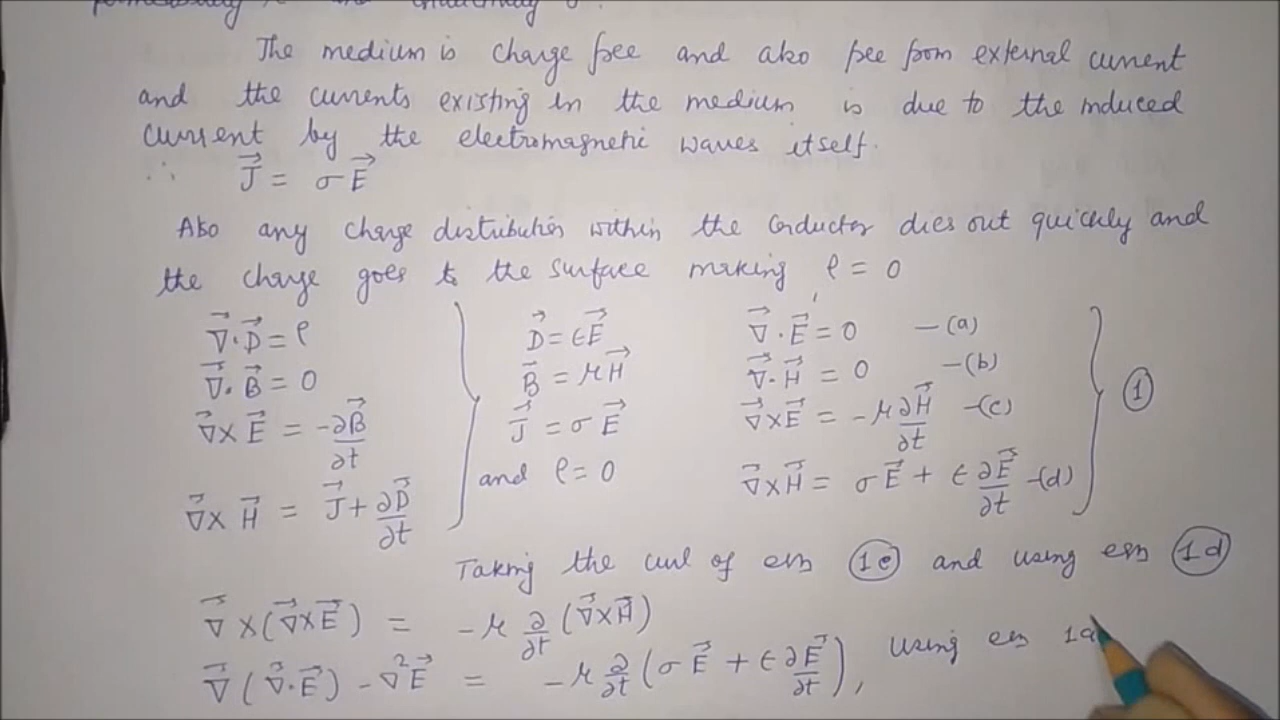 The medium is charge free and also free from external current
and the currents existing in the medium is due to the induced
current by the electromagnetic waves itself.
∴ J⃗ = σE⃗
Also any charge distribution within the conductor dies out quickly and
the charge goes to the surface making ρ = 0
∇⃗·D⃗ = ρ
∇⃗·B⃗ = 0
∇⃗×E⃗ = -∂B⃗/∂t
∇⃗×H⃗ = J⃗ + ∂D⃗/∂t
D⃗ = ϵE⃗
B⃗ = μH⃗
J⃗ = σE⃗
and ρ = 0
∇⃗·E⃗ = 0 —(a)
∇⃗·H⃗ = 0 —(b)
∇⃗×E⃗ = -μ∂H⃗/∂t —(c)
∇⃗×H⃗ = σE⃗ + ϵ∂E⃗/∂t —(d)
①
Taking the curl of eqn (1c) and using eqn (1d)
∇⃗×(∇⃗×E⃗) = -μ ∂/∂t (∇⃗×H⃗)
∇⃗(∇⃗·E⃗) - ∇²E⃗ = -μ ∂/∂t (σE⃗ + ϵ∂E⃗/∂t), using eqn 1a